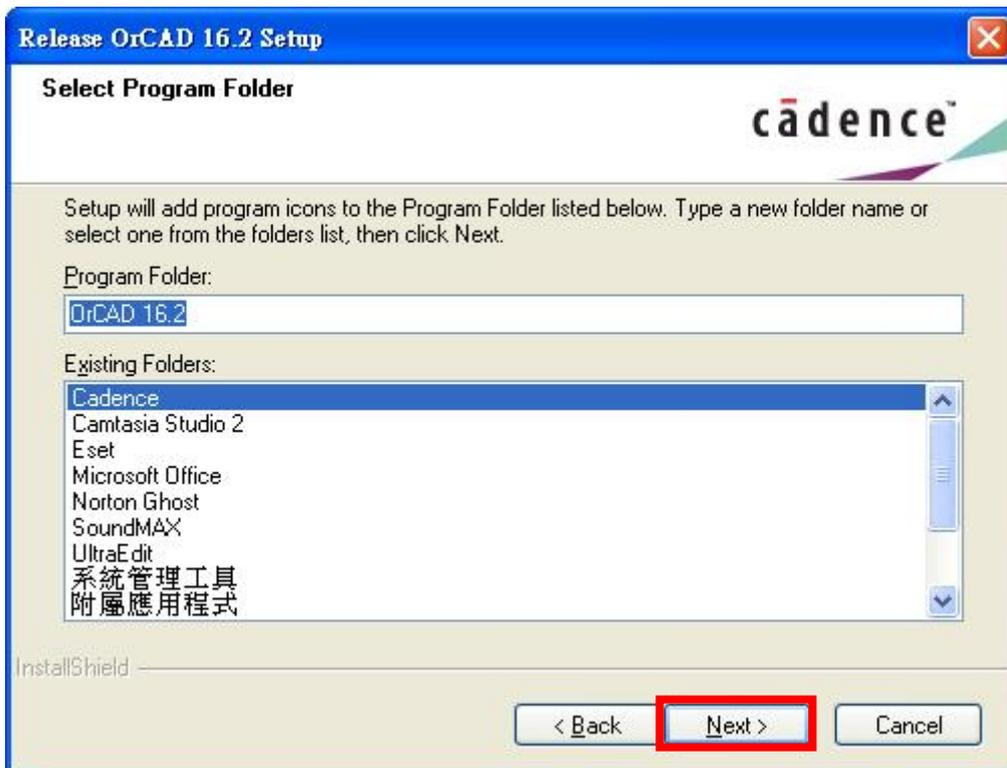 Release OrCAD 16.2 Setup
Select Program Folder
cādence™
Setup will add program icons to the Program Folder listed below. Type a new folder name or
select one from the folders list, then click Next.
Program Folder:
OrCAD 16.2
Existing Folders:
Cadence
Camtasia Studio 2
Eset
Microsoft Office
Norton Ghost
SoundMAX
UltraEdit
系統管理工具
附屬應用程式
InstallShield
< Back
Next >
Cancel